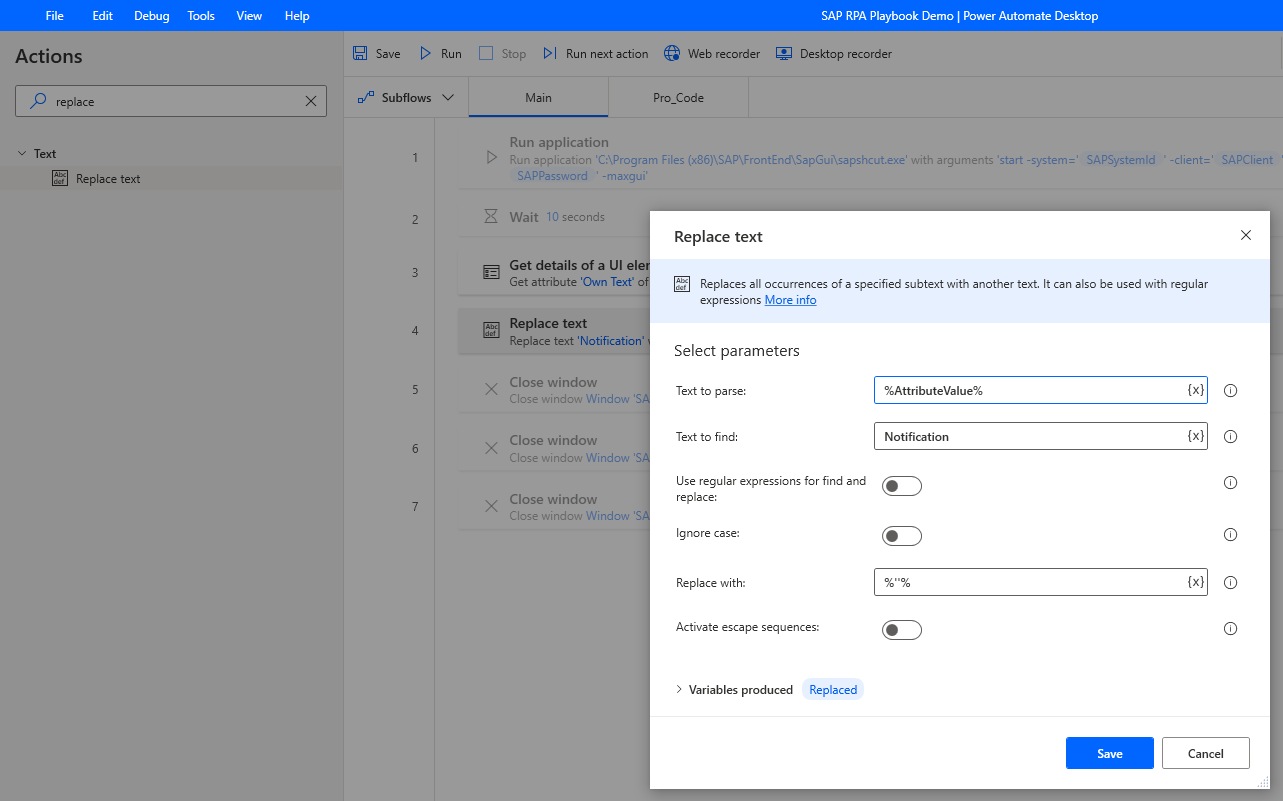 File Edit Debug Tools View Help
SAP RPA Playbook Demo | Power Automate Desktop
Actions
replace
Text
Abc
def
Replace text
Save Run Stop Run next action Web recorder Desktop recorder
Subflows Main Pro_Code
1
Run application
Run application 'C:\Program Files (x86)\SAP\FrontEnd\SapGui\sapshcut.exe' with arguments 'start -system=' SAPSystemId ' -client=' SAPClient '
SAPPassword ' -maxgui'
2
Wait 10 seconds
3
Get details of a UI elen
Get attribute 'Own Text' of
4
Abc
def
Replace text
Replace text 'Notification'
5
Close window
Close window Window 'SA
6
Close window
Close window Window 'SA
7
Close window
Close window Window 'SA
Replace text
Abc
def
Replaces all occurrences of a specified subtext with another text. It can also be used with regular
expressions More info
Select parameters
Text to parse: %AttributeValue% {x}
Text to find: Notification {x}
Use regular expressions for find and
replace:
Ignore case:
Replace with: %''% {x}
Activate escape sequences:
Variables produced Replaced
Save Cancel